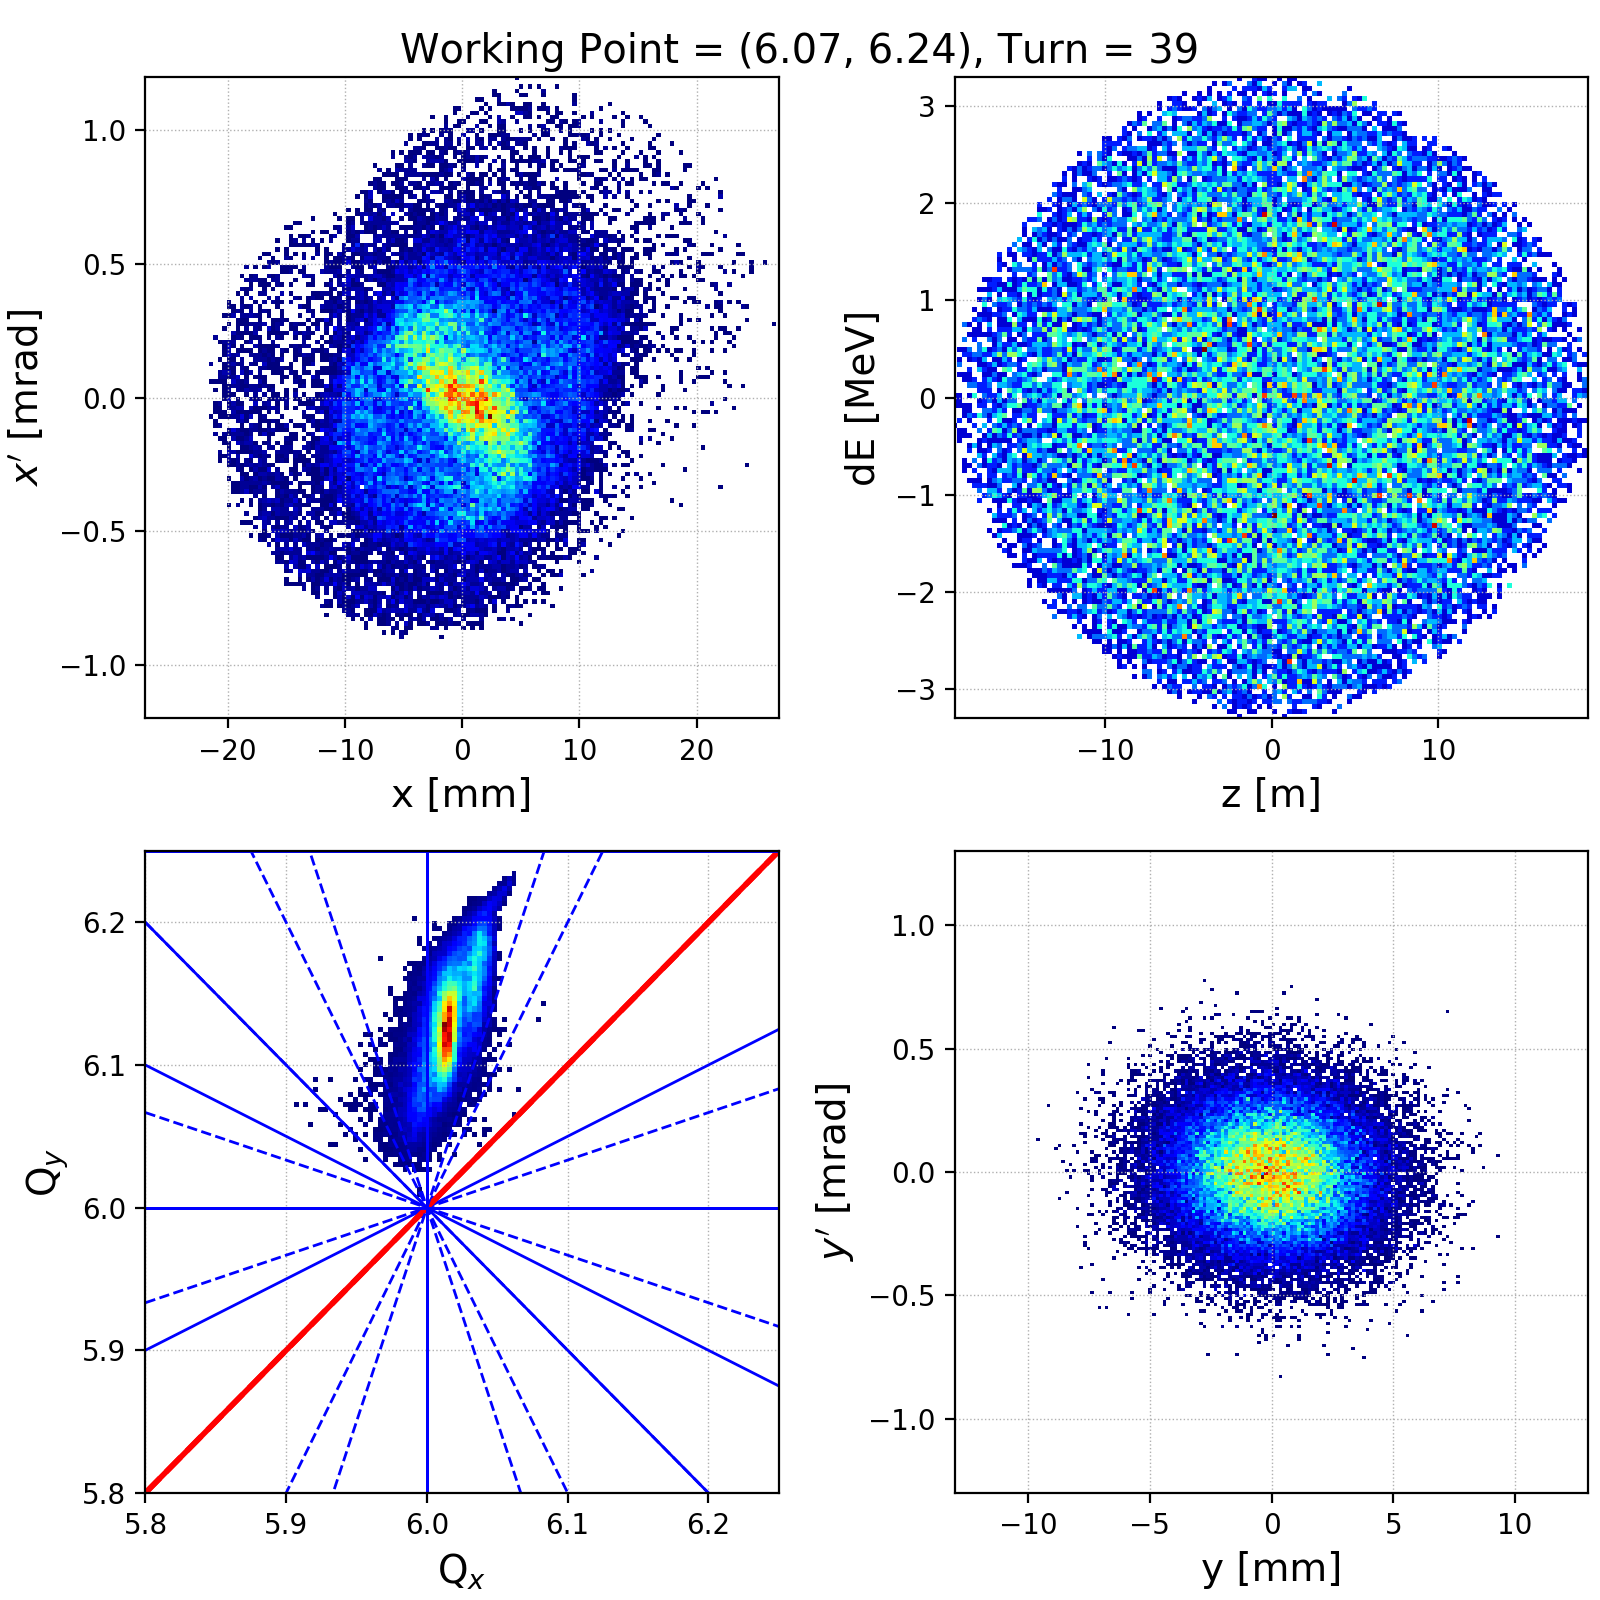 Working Point = (6.07, 6.24), Turn = 39
1.0
0.5
0.0
−0.5
−1.0
x′ [mrad]
−20 −10 0 10 20
x [mm]
3
2
1
0
−1
−2
−3
dE [MeV]
−10 0 10
z [m]
6.2
6.1
6.0
5.9
5.8
Qy
5.8 5.9 6.0 6.1 6.2
Qx
1.0
0.5
0.0
−0.5
−1.0
y′ [mrad]
−10 −5 0 5 10
y [mm]